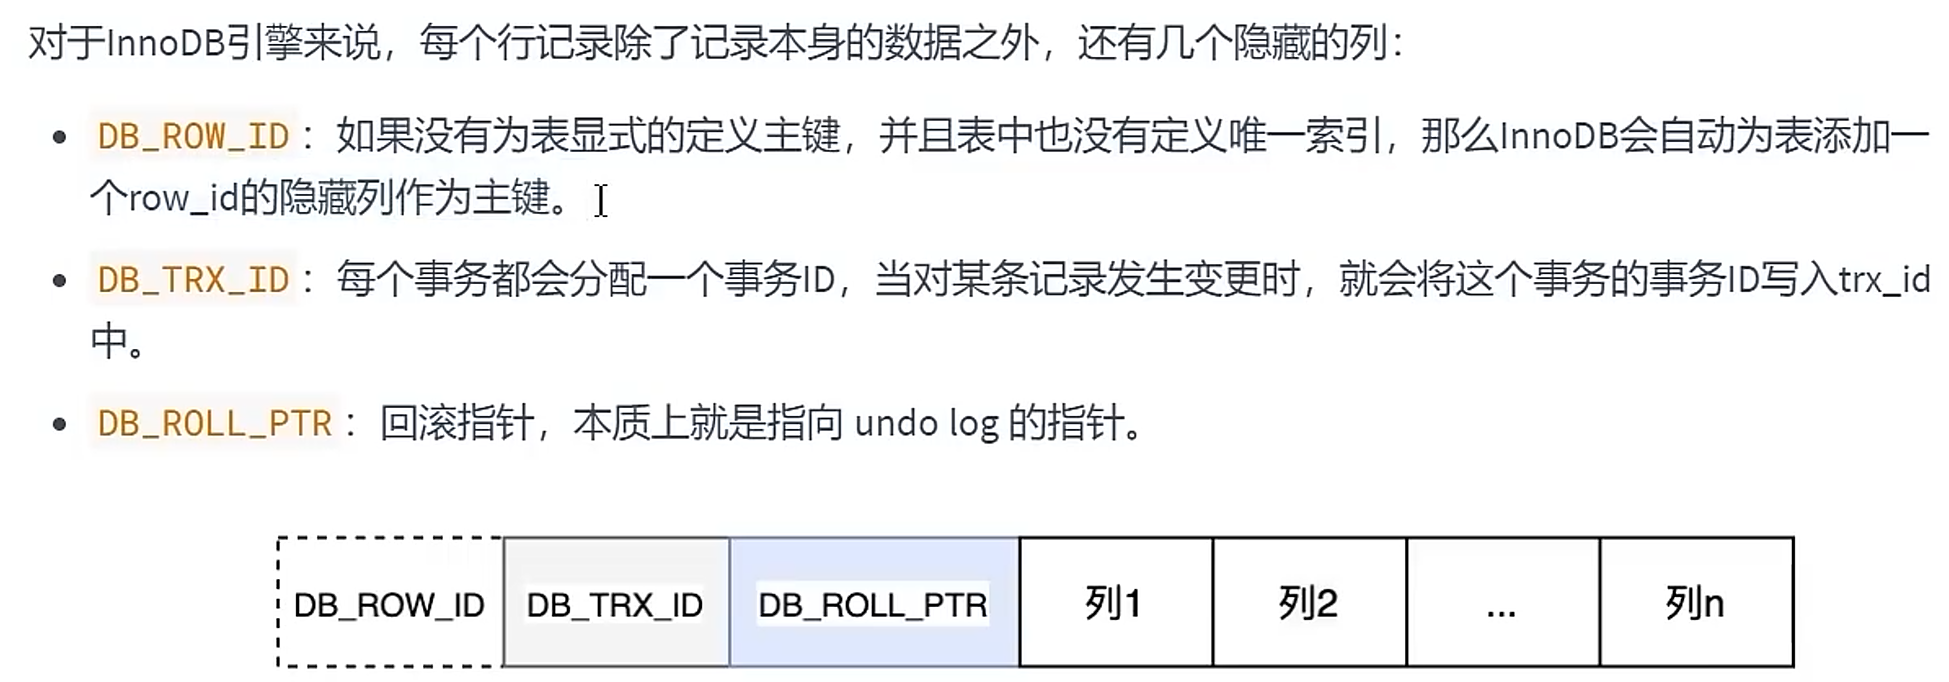 对于InnoDB引擎来说，每个行记录除了记录本身的数据之外，还有几个隐藏的列：
DB_ROW_ID：如果没有为表显式的定义主键，并且表中也没有定义唯一索引，那么InnoDB会自动为表添加一
个row_id的隐藏列作为主键。
DB_TRX_ID：每个事务都会分配一个事务ID，当对某条记录发生变更时，就会将这个事务的事务ID写入trx_id
中。
DB_ROLL_PTR：回滚指针，本质上就是指向 undo log 的指针。
DB_ROW_ID DB_TRX_ID DB_ROLL_PTR 列1 列2 ... 列n